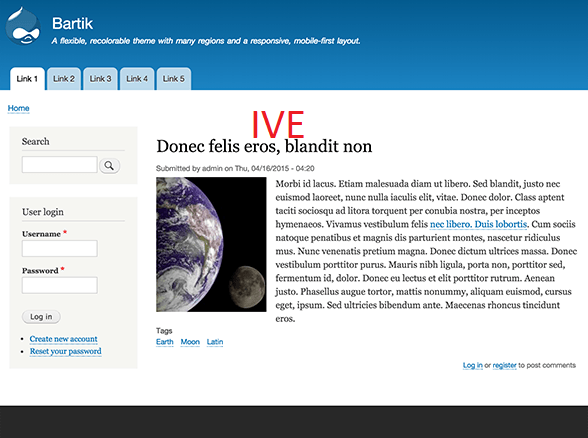 Bartik
A flexible, recolorable theme with many regions and a responsive, mobile-first layout.
Link 1
Link 2
Link 3
Link 4
Link 5
Home
Search
User login
Username *
Password *
Log in
Create new account
Reset your password
IVE
Donec felis eros, blandit non
Submitted by admin on Thu, 04/16/2015 - 04:20
Morbi id lacus. Etiam malesuada diam ut libero. Sed blandit, justo nec
euismod laoreet, nunc nulla iaculis elit, vitae. Donec dolor. Class aptent
taciti sociosqu ad litora torquent per conubia nostra, per inceptos
hymenaeos. Vivamus vestibulum felis nec libero. Duis lobortis. Cum sociis
natoque penatibus et magnis dis parturient montes, nascetur ridiculus
mus. Nunc venenatis pretium magna. Donec dictum ultrices massa. Donec
vestibulum porttitor purus. Mauris nibh ligula, porta non, porttitor sed,
fermentum id, dolor. Donec eu lectus et elit porttitor rutrum. Aenean
justo. Phasellus augue tortor, mattis nonummy, aliquam euismod, cursus
eget, ipsum. Sed ultricies bibendum ante. Maecenas rhoncus tincidunt
eros.
Tags
Earth Moon Latin
Log in or register to post comments